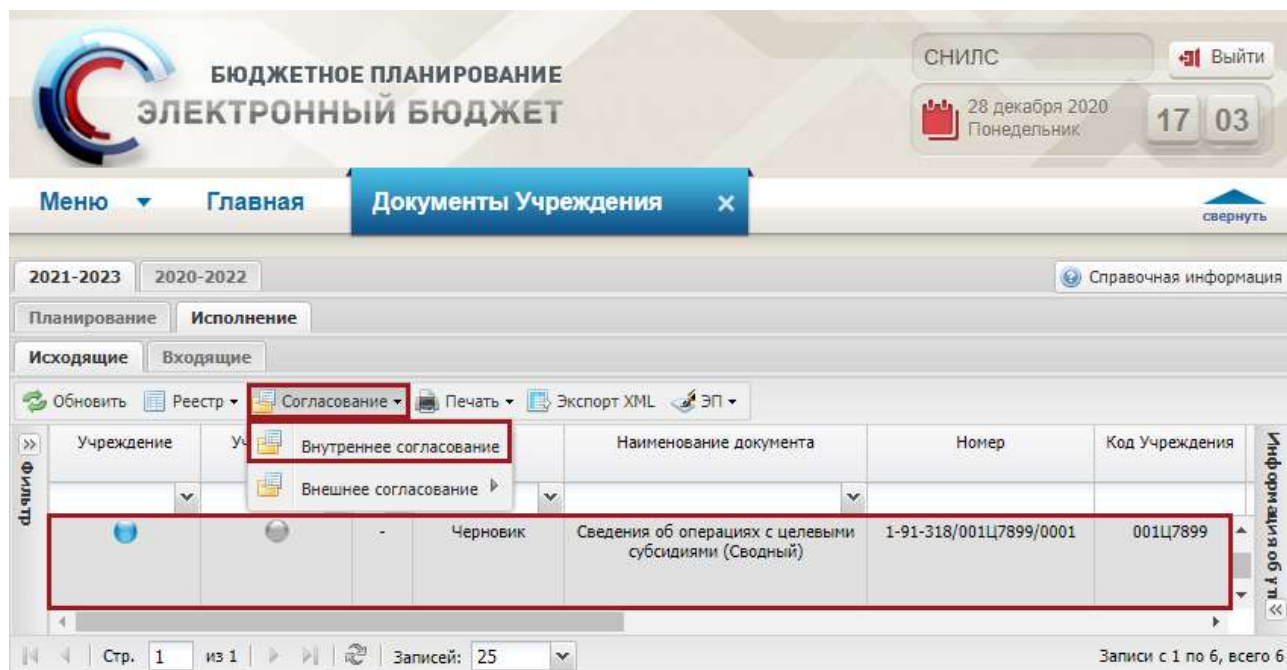 БЮДЖЕТНОЕ ПЛАНИРОВАНИЕ
ЭЛЕКТРОННЫЙ БЮДЖЕТ
СНИЛС
Выйти
28 декабря 2020
Понедельник
17 03
Меню Главная Документы Учреждения
свернуть
2021-2023 2020-2022 Справочная информация
Планирование Исполнение
Исходящие Входящие
Обновить Реестр Согласование Печать Экспорт XML ЭП
Учреждение Наименование документа Номер Код Учреждения
Внутреннее согласование
Внешнее согласование
Фильтр
Информация об
- Черновик Сведения об операциях с целевыми 1-91-318/001Ц7899/0001 001Ц7899
субсидиями (Сводный)
Стр. 1 из 1 Записей: 25 Записи с 1 по 6, всего 6